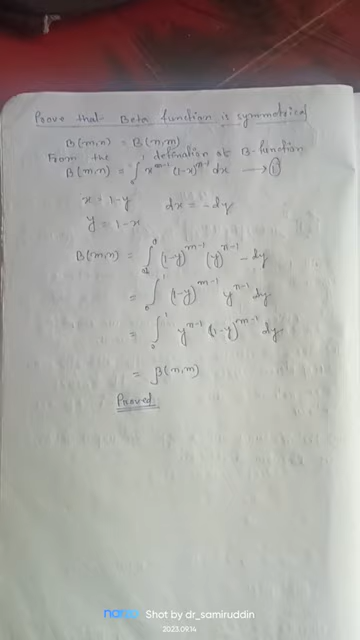 Prove that Beta function is symmetrical
B(m,n) = B(n,m)
From the defination of B-function
B(m,n) = ∫₀¹ x^(m-1) (1-x)^(n-1) dx → ①
x = 1-y dx = -dy
y = 1-x
B(m,n) = ∫ (1-y)^(m-1) (y)^(n-1) -dy
= ∫₀¹ (1-y)^(m-1) y^(n-1) dy
= ∫₀¹ y^(n-1) (1-y)^(m-1) dy
= β(n,m)
Proved
narzo Shot by dr_samiruddin
2023.09.14